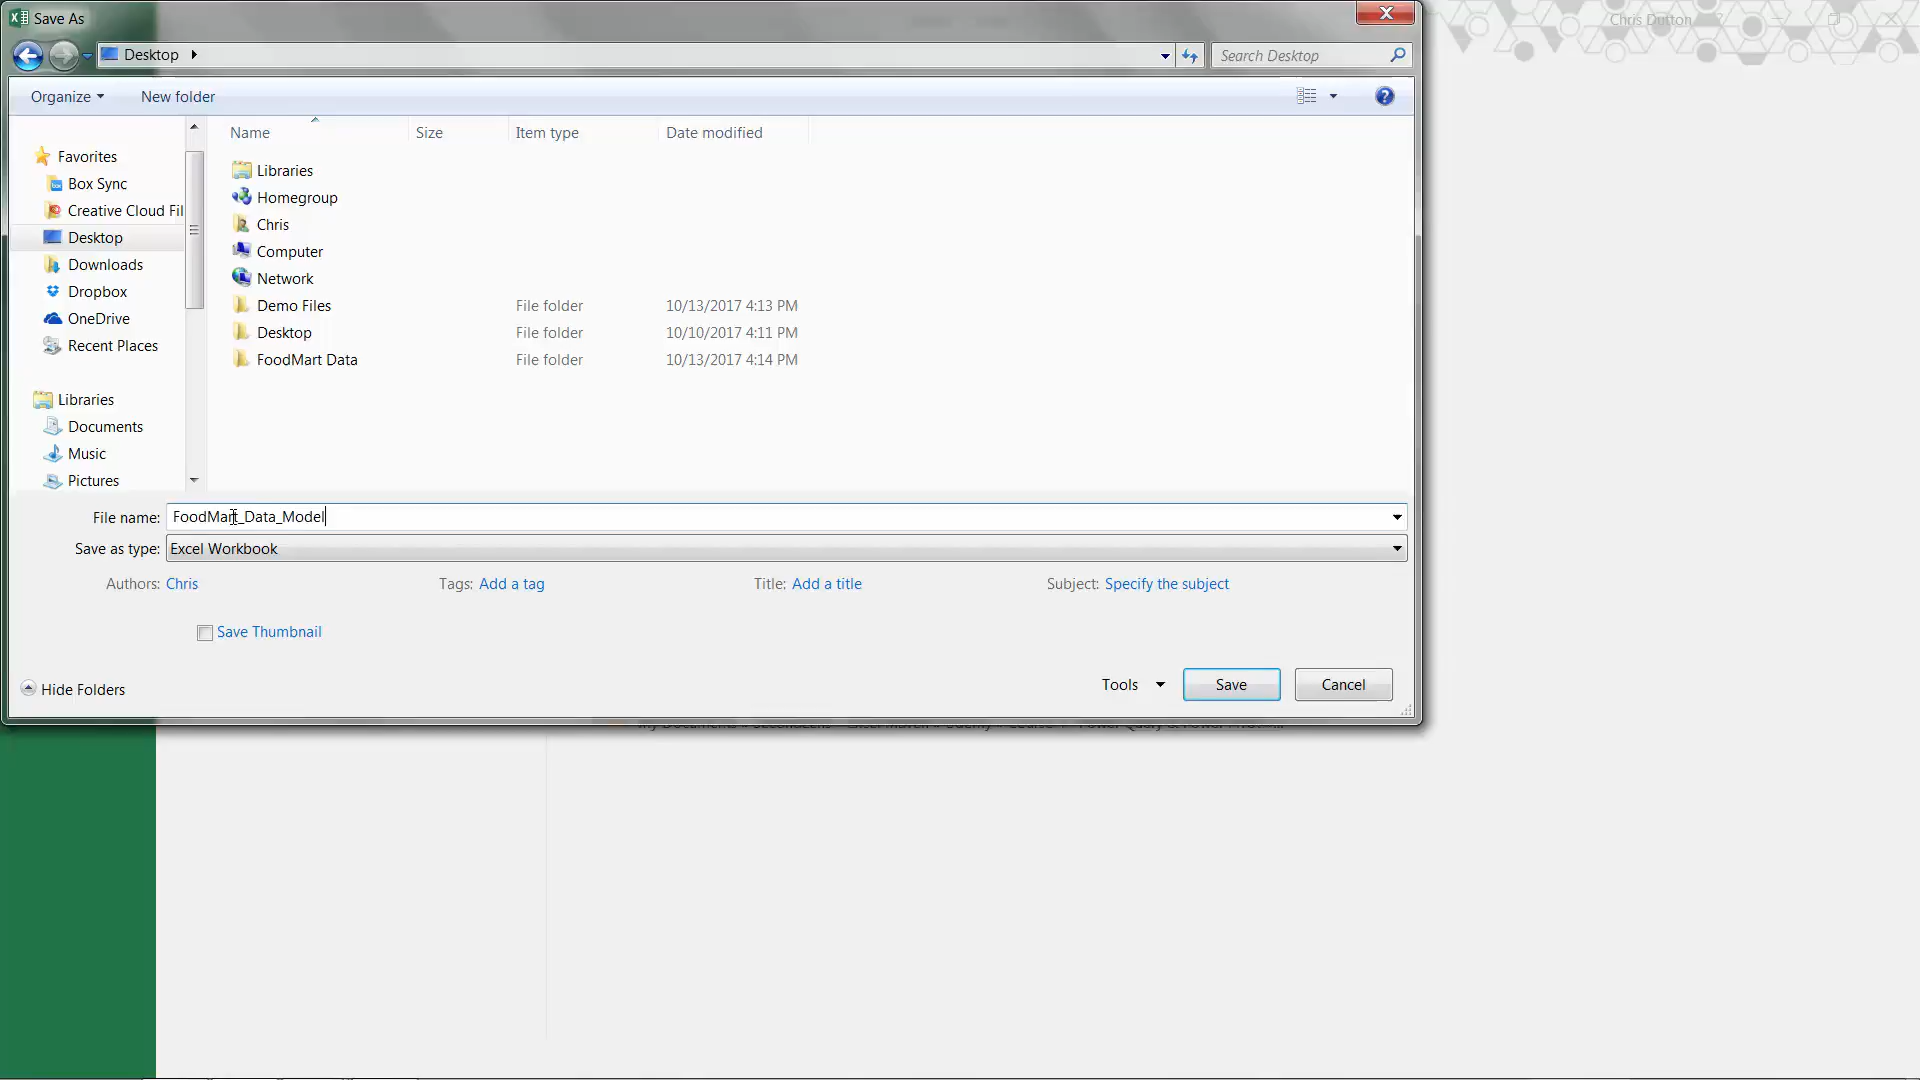 Save As
Chris Dutton
Desktop
Search Desktop
Organize
New folder
Name Size Item type Date modified
Favorites
Box Sync
Creative Cloud Fil
Desktop
Downloads
Dropbox
OneDrive
Recent Places
Libraries
Documents
Music
Pictures
Libraries
Homegroup
Chris
Computer
Network
Demo Files File folder 10/13/2017 4:13 PM
Desktop File folder 10/10/2017 4:11 PM
FoodMart Data File folder 10/13/2017 4:14 PM
File name: FoodMart_Data_Model
Save as type: Excel Workbook
Authors: Chris Tags: Add a tag Title: Add a title Subject: Specify the subject
Save Thumbnail
Hide Folders
Tools Save Cancel